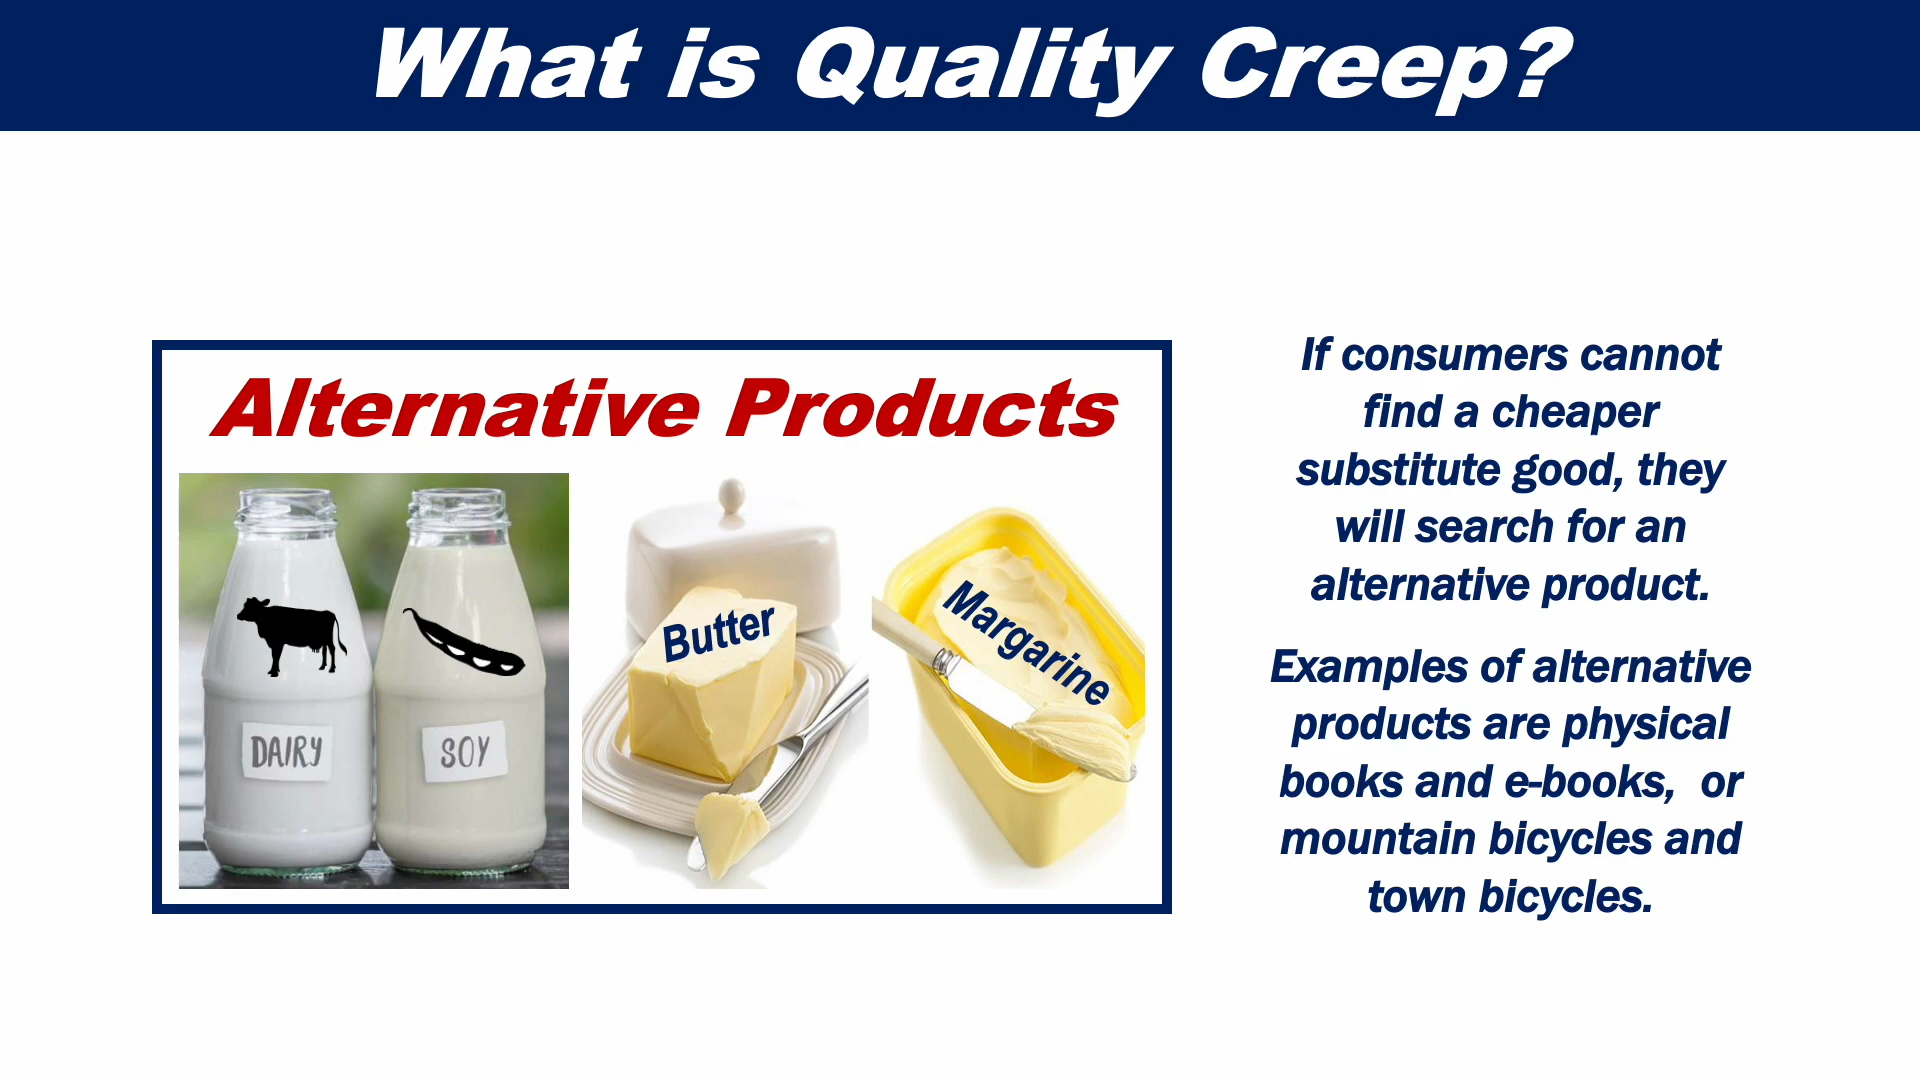 What is Quality Creep?
Alternative Products
DAIRY
SOY
Butter
Margarine
If consumers cannot
find a cheaper
substitute good, they
will search for an
alternative product.
Examples of alternative
products are physical
books and e-books,  or
mountain bicycles and
town bicycles.